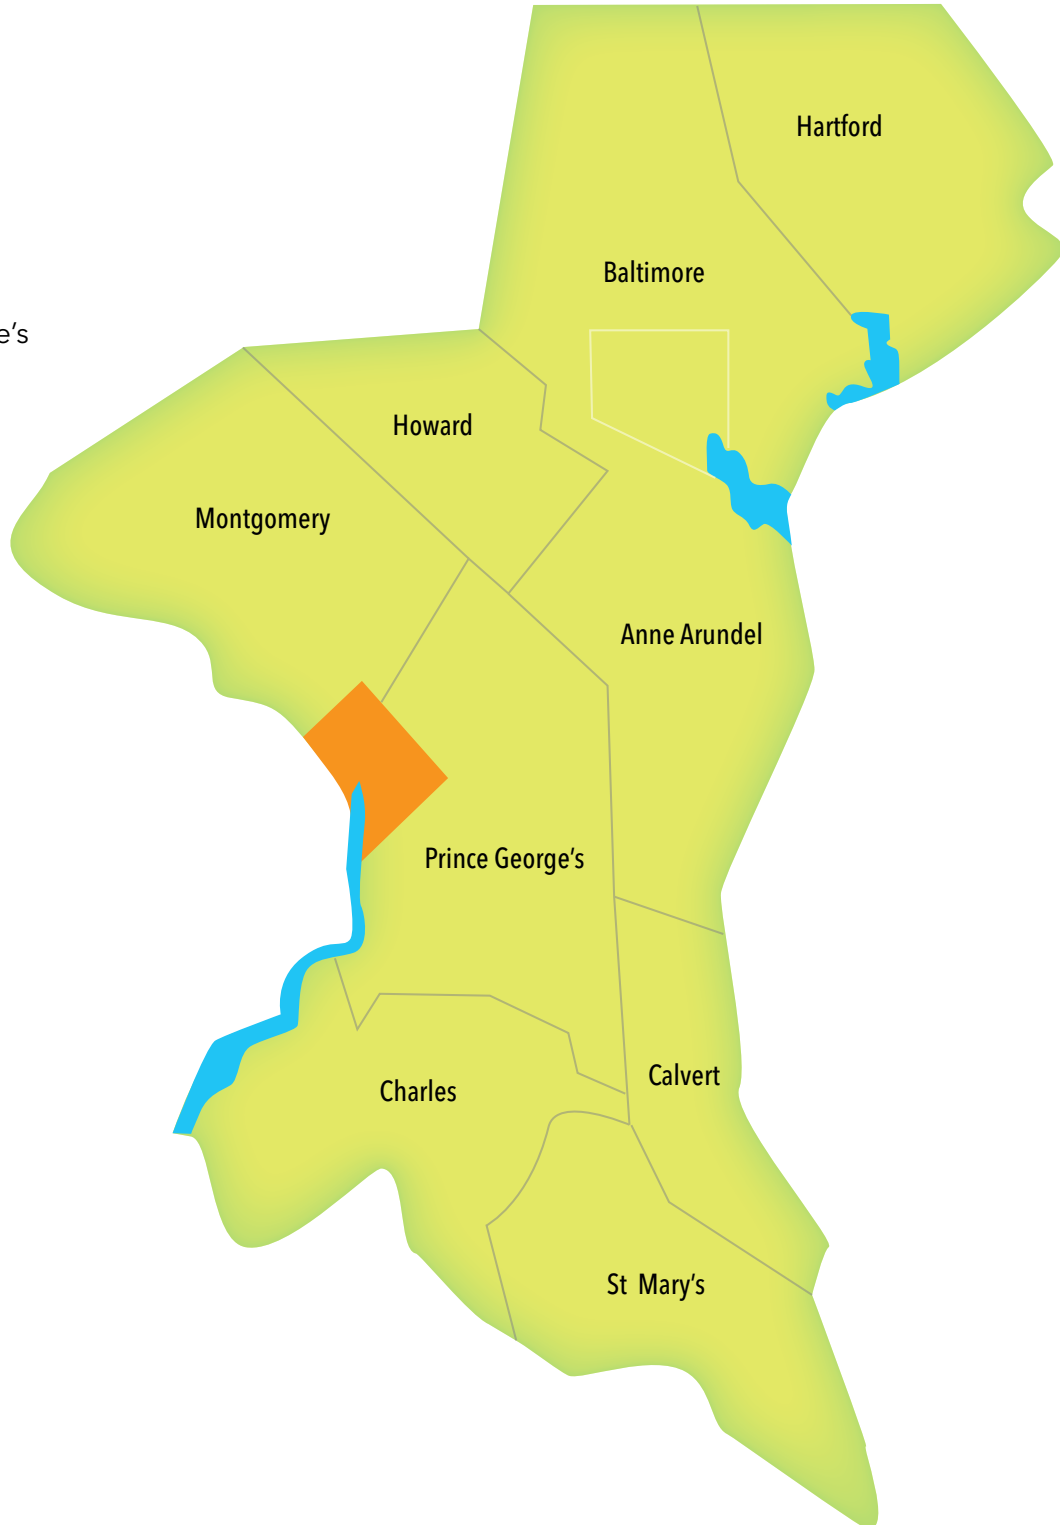 Hartford
Baltimore
e's
Howard
Montgomery
Anne Arundel
Prince George's
Calvert
Charles
St Mary's